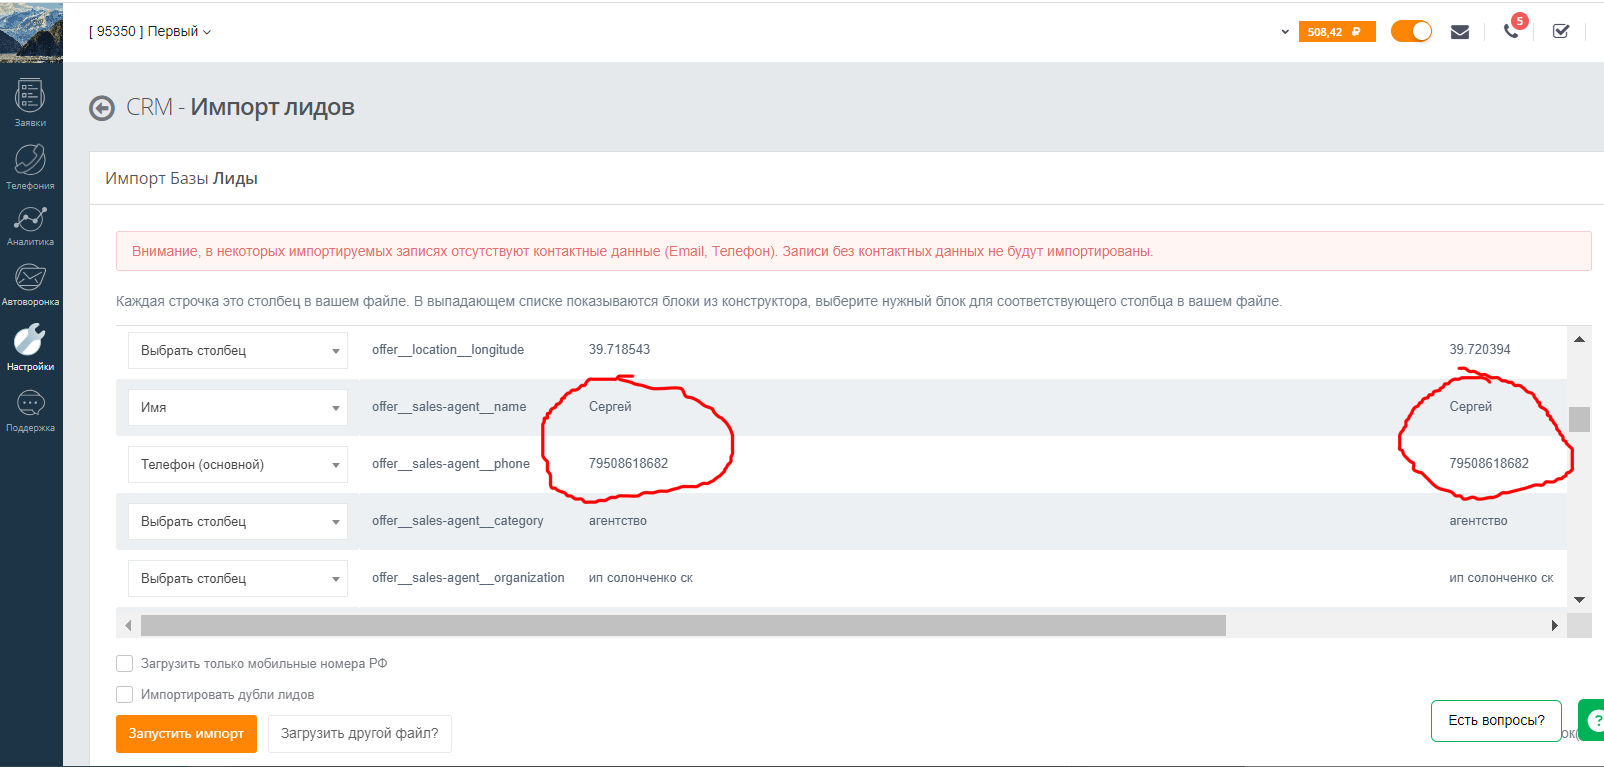 [ 95350 ] Первый
508,42 ₽
5
Заявки
Телефония
Аналитика
Автоворонка
Настройки
Поддержка
CRM - Импорт лидов
Импорт Базы Лиды
Внимание, в некоторых импортируемых записях отсутствуют контактные данные (Email, Телефон). Записи без контактных данных не будут импортированы.
Каждая строчка это столбец в вашем файле. В выпадающем списке показываются блоки из конструктора, выберите нужный блок для соответствующего столбца в вашем файле.
Выбрать столбец offer__location__longitude 39.718543 39.720394
Имя offer__sales-agent__name Сергей Сергей
Телефон (основной) offer__sales-agent__phone 79508618682 79508618682
Выбрать столбец offer__sales-agent__category агентство агентство
Выбрать столбец offer__sales-agent__organization ип солонченко ск ип солонченко ск
Загрузить только мобильные номера РФ
Импортировать дубли лидов
Запустить импорт Загрузить другой файл?
Есть вопросы?
?